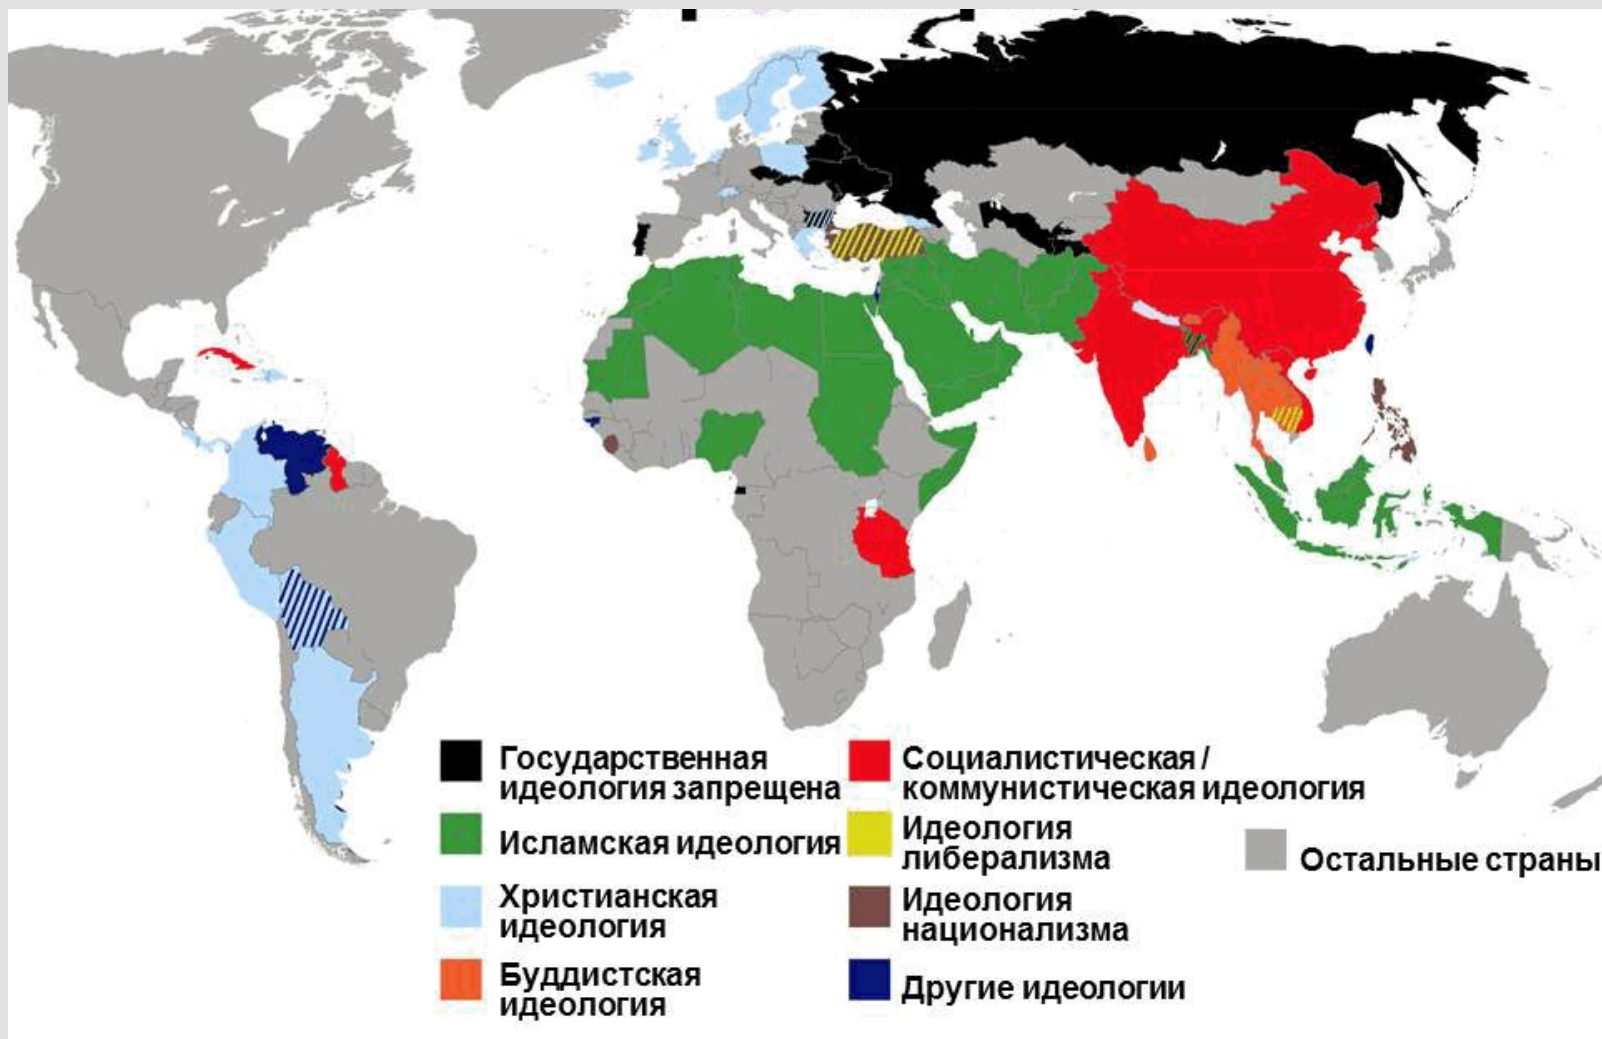 Государственная
идеология запрещена
Исламская идеология
Христианская
идеология
Буддистская
идеология
Социалистическая /
коммунистическая идеология
Идеология
либерализма
Идеология
национализма
Другие идеологии
Остальные страны